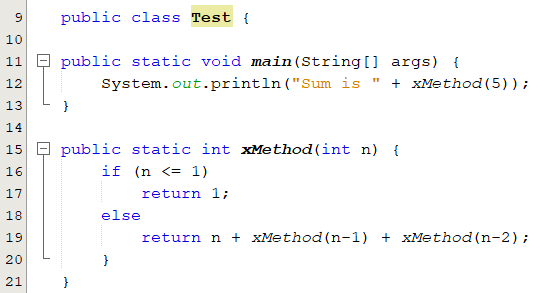 9 public class Test {
10
11 public static void main(String[] args) {
12 System.out.println("Sum is " + xMethod(5));
13 }
14
15 public static int xMethod(int n) {
16 if (n <= 1)
17 return 1;
18 else
19 return n + xMethod(n-1) + xMethod(n-2);
20 }
21 }